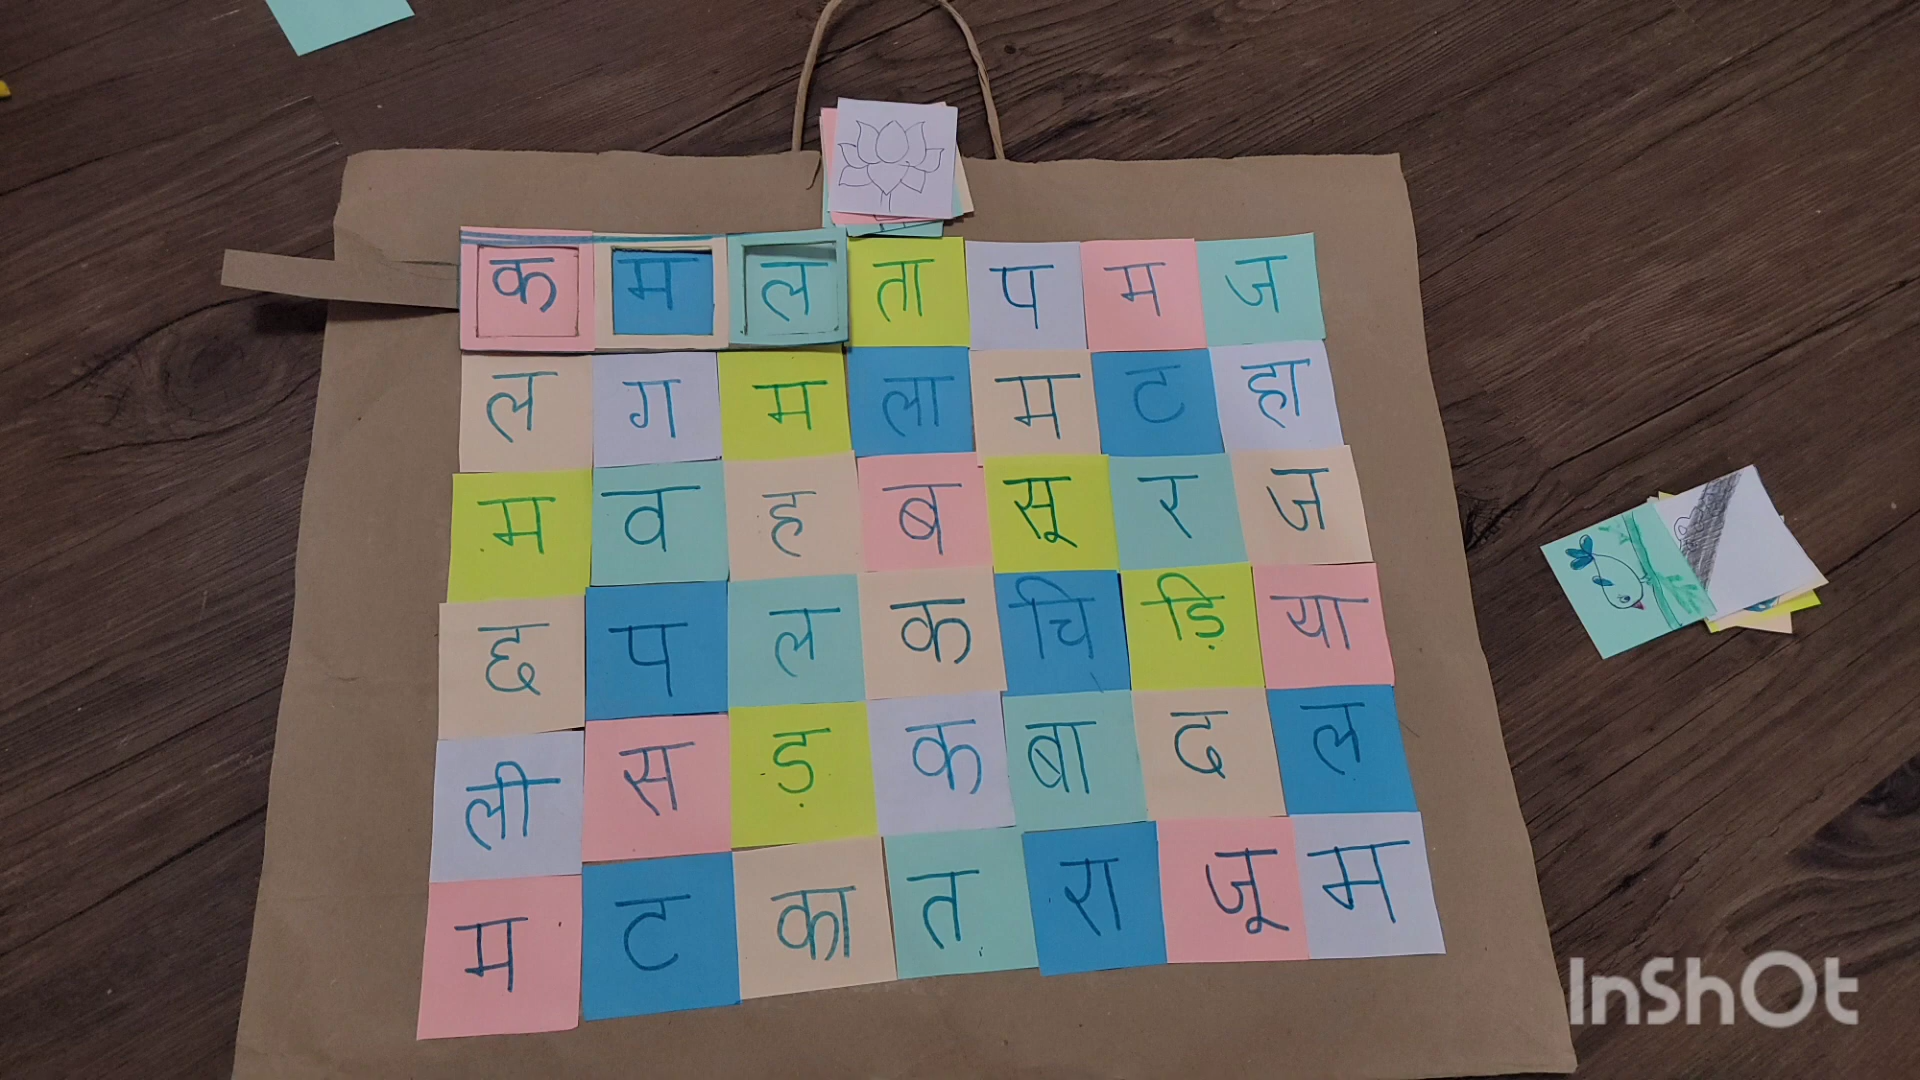 क म ल ता प म ज
ल ग म ला म ट हा
म व ह ब सू र ज
छ प ल क चि ड़ि या
ली स ड़ क बा द ल
म ट का त रा जू म
InShOt